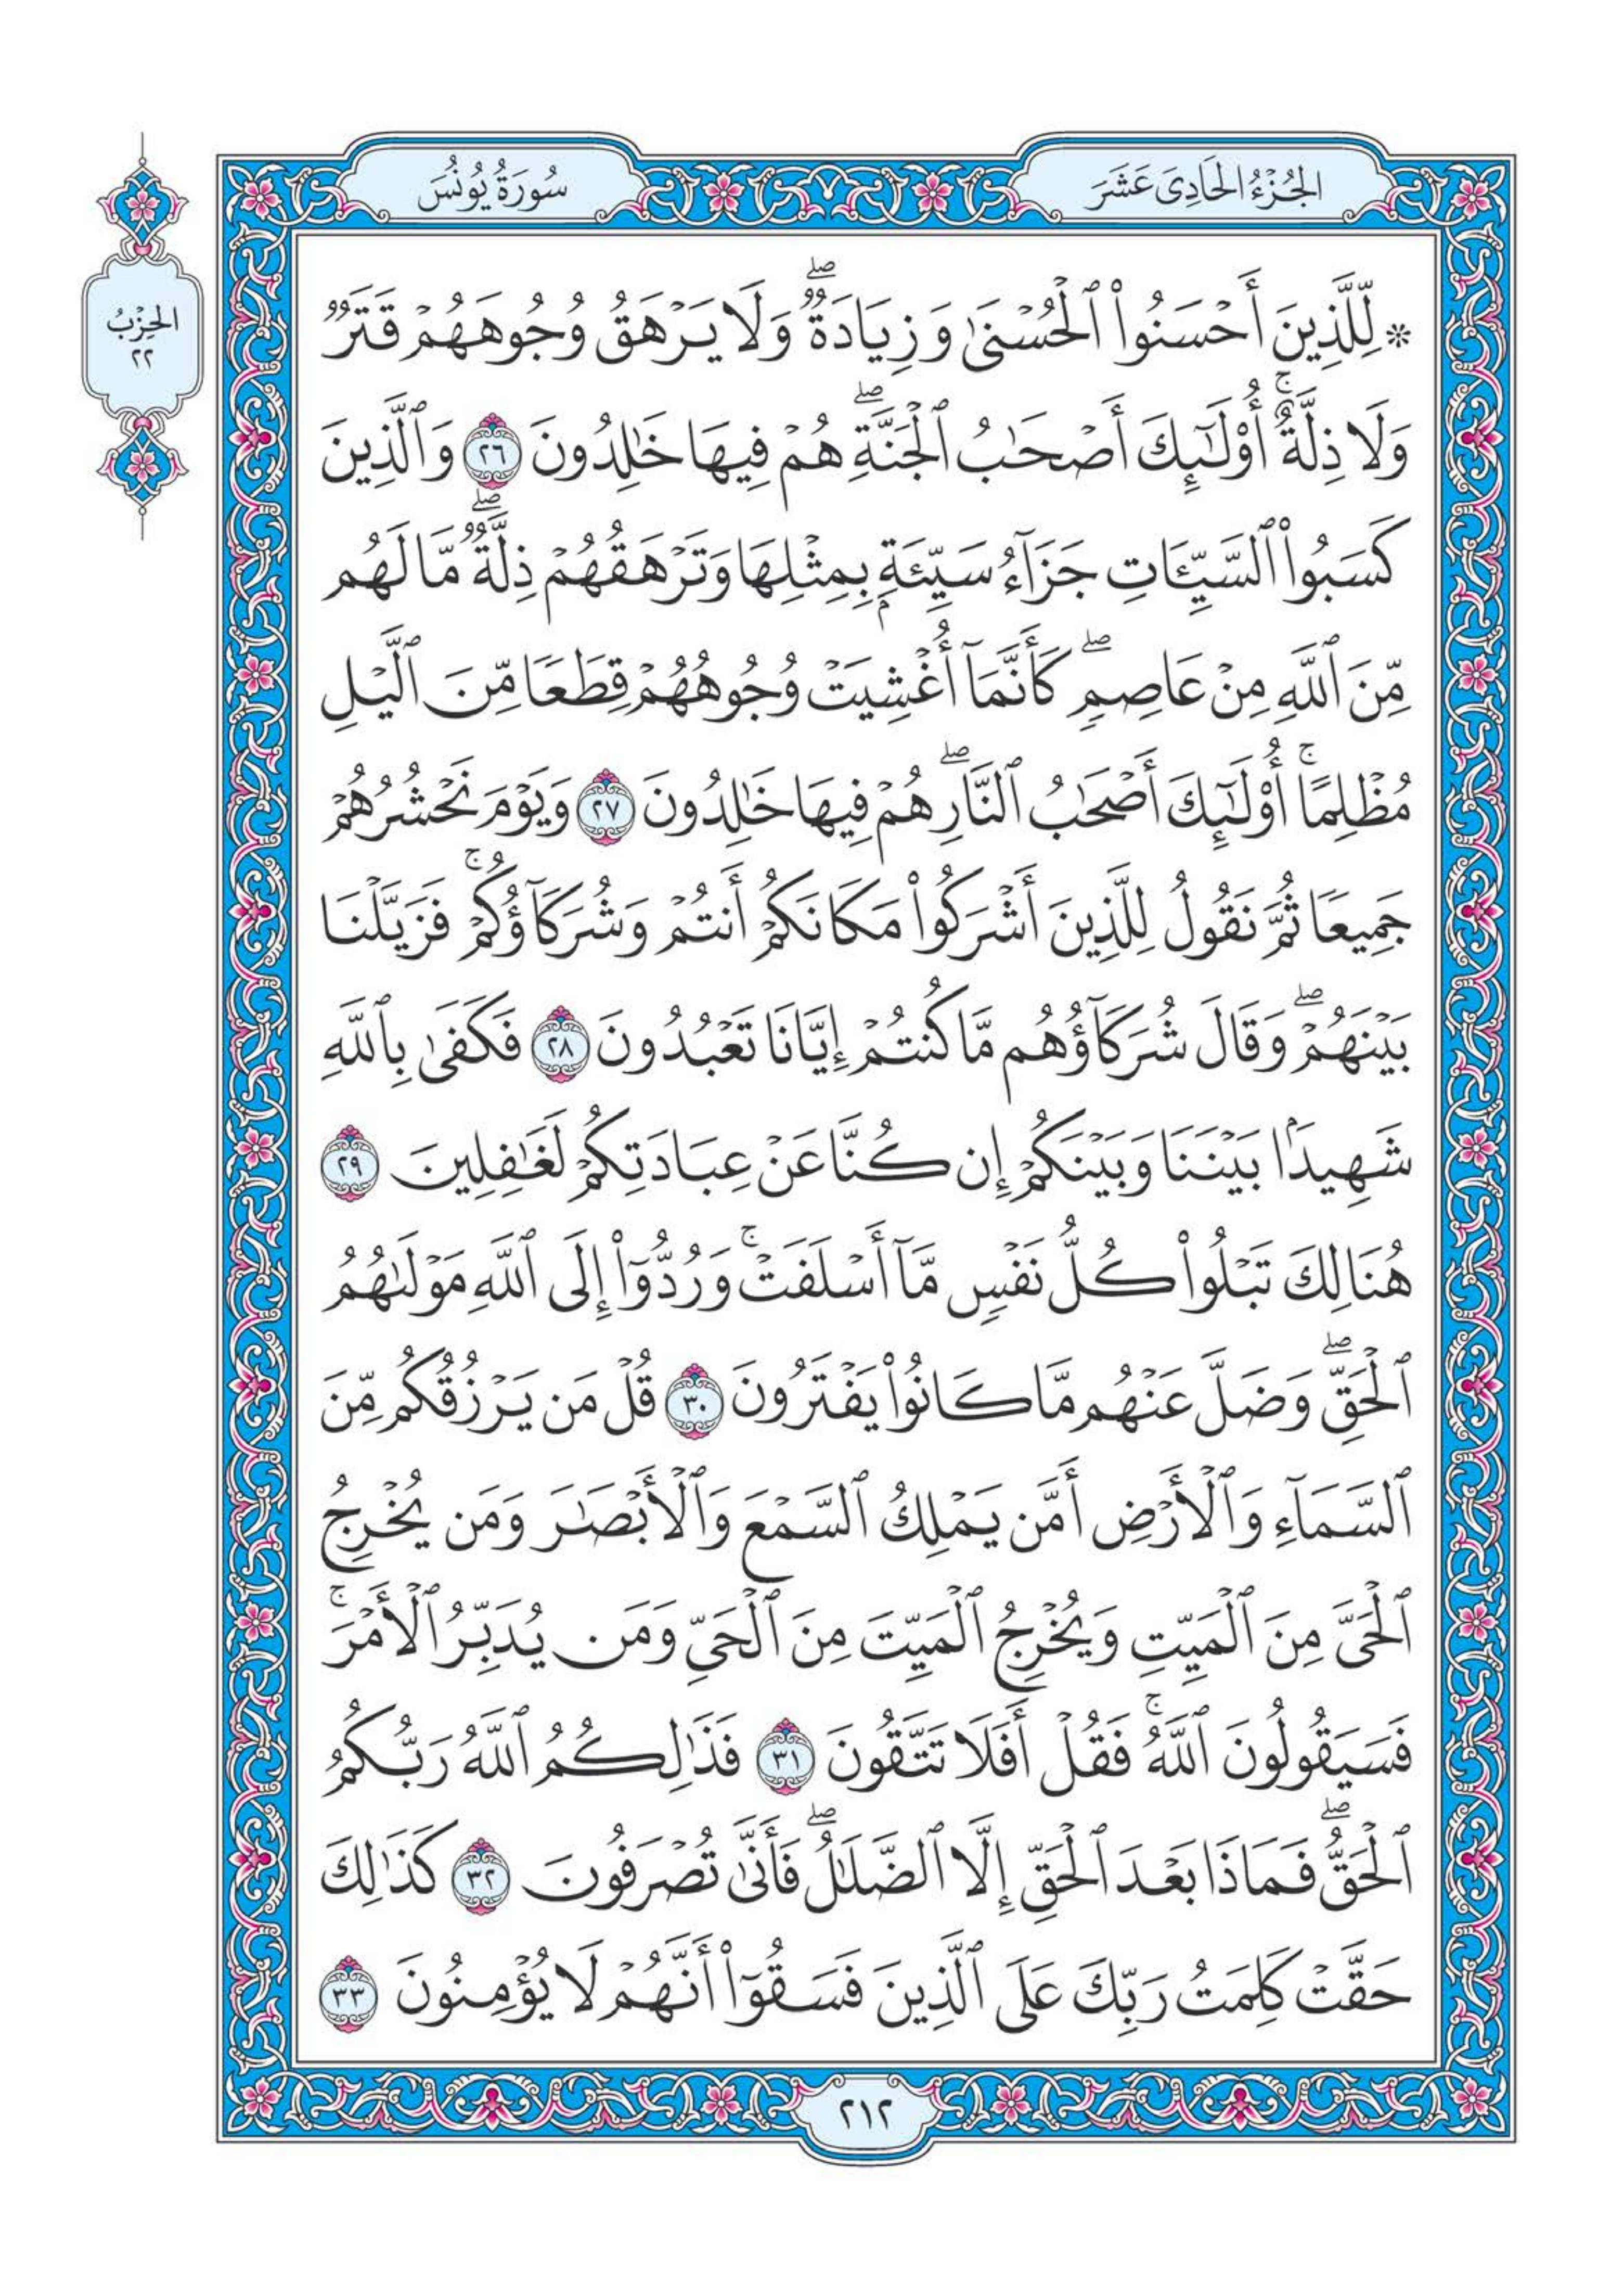 الجُزْءُ الحَادِىَ عَشَرَ
سُورَةُ يُونُسَ
الحِزْبُ
٢٢
* لِّلَّذِينَ أَحْسَنُوا۟ ٱلْحُسْنَىٰ وَزِيَادَةٌۖ وَلَا يَرْهَقُ وُجُوهَهُمْ قَتَرٌ
وَلَا ذِلَّةٌۚ أُو۟لَٰٓئِكَ أَصْحَٰبُ ٱلْجَنَّةِۖ هُمْ فِيهَا خَٰلِدُونَ ٢٦ وَٱلَّذِينَ
كَسَبُوا۟ ٱلسَّيِّـَٔاتِ جَزَآءُ سَيِّئَةٍۭ بِمِثْلِهَا وَتَرْهَقُهُمْ ذِلَّةٌۖ مَّا لَهُم
مِّنَ ٱللَّهِ مِنْ عَاصِمٍۖ كَأَنَّمَآ أُغْشِيَتْ وُجُوهُهُمْ قِطَعًا مِّنَ ٱلَّيْلِ
مُظْلِمًاۚ أُو۟لَٰٓئِكَ أَصْحَٰبُ ٱلنَّارِۖ هُمْ فِيهَا خَٰلِدُونَ ٢٧ وَيَوْمَ نَحْشُرُهُمْ
جَمِيعًا ثُمَّ نَقُولُ لِلَّذِينَ أَشْرَكُوا۟ مَكَانَكُمْ أَنتُمْ وَشُرَكَآؤُكُمْۚ فَزَيَّلْنَا
بَيْنَهُمْۖ وَقَالَ شُرَكَآؤُهُم مَّا كُنتُمْ إِيَّانَا تَعْبُدُونَ ٢٨ فَكَفَىٰ بِٱللَّهِ
شَهِيدًۢا بَيْنَنَا وَبَيْنَكُمْ إِن كُنَّا عَنْ عِبَادَتِكُمْ لَغَٰفِلِينَ ٢٩
هُنَالِكَ تَبْلُوا۟ كُلُّ نَفْسٍ مَّآ أَسْلَفَتْۚ وَرُدُّوٓا۟ إِلَى ٱللَّهِ مَوْلَىٰهُمُ
ٱلْحَقِّۖ وَضَلَّ عَنْهُم مَّا كَانُوا۟ يَفْتَرُونَ ٣٠ قُلْ مَن يَرْزُقُكُم مِّنَ
ٱلسَّمَآءِ وَٱلْأَرْضِ أَمَّن يَمْلِكُ ٱلسَّمْعَ وَٱلْأَبْصَٰرَ وَمَن يُخْرِجُ
ٱلْحَىَّ مِنَ ٱلْمَيِّتِ وَيُخْرِجُ ٱلْمَيِّتَ مِنَ ٱلْحَىِّ وَمَن يُدَبِّرُ ٱلْأَمْرَۚ
فَسَيَقُولُونَ ٱللَّهُۚ فَقُلْ أَفَلَا تَتَّقُونَ ٣١ فَذَٰلِكُمُ ٱللَّهُ رَبُّكُمُ
ٱلْحَقُّۖ فَمَاذَا بَعْدَ ٱلْحَقِّ إِلَّا ٱلضَّلَٰلُۖ فَأَنَّىٰ تُصْرَفُونَ ٣٢ كَذَٰلِكَ
حَقَّتْ كَلِمَتُ رَبِّكَ عَلَى ٱلَّذِينَ فَسَقُوٓا۟ أَنَّهُمْ لَا يُؤْمِنُونَ ٣٣
٢١٢